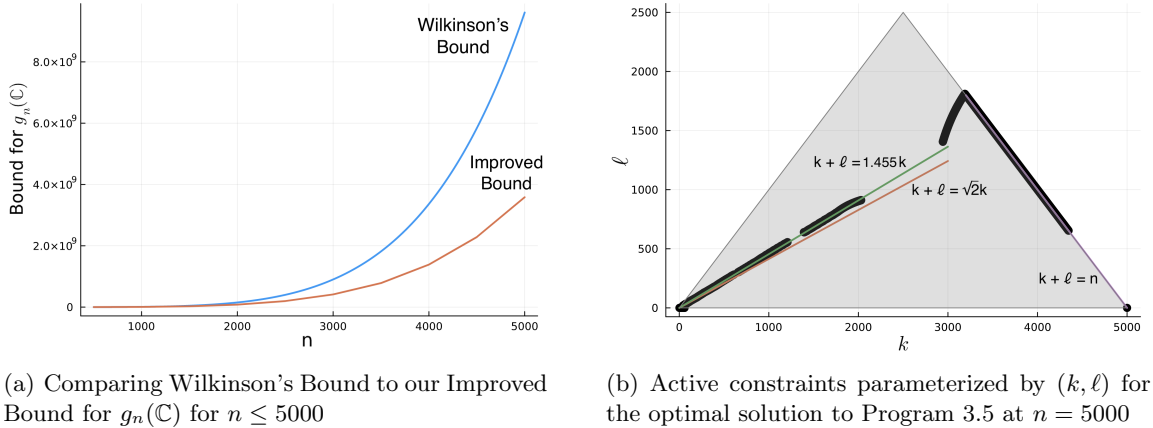 Bound for gₙ(ℂ)
8.0×10⁹
6.0×10⁹
4.0×10⁹
2.0×10⁹
0
1000
2000
3000
4000
5000
n
Wilkinson's
Bound
Improved
Bound
ℓ
2500
2000
1500
1000
500
0
0
1000
2000
3000
4000
5000
k
k + ℓ = 1.455k
k + ℓ = √2k
k + ℓ = n
(a) Comparing Wilkinson's Bound to our Improved
Bound for gₙ(ℂ) for n ≤ 5000
(b) Active constraints parameterized by (k, ℓ) for
the optimal solution to Program 3.5 at n = 5000